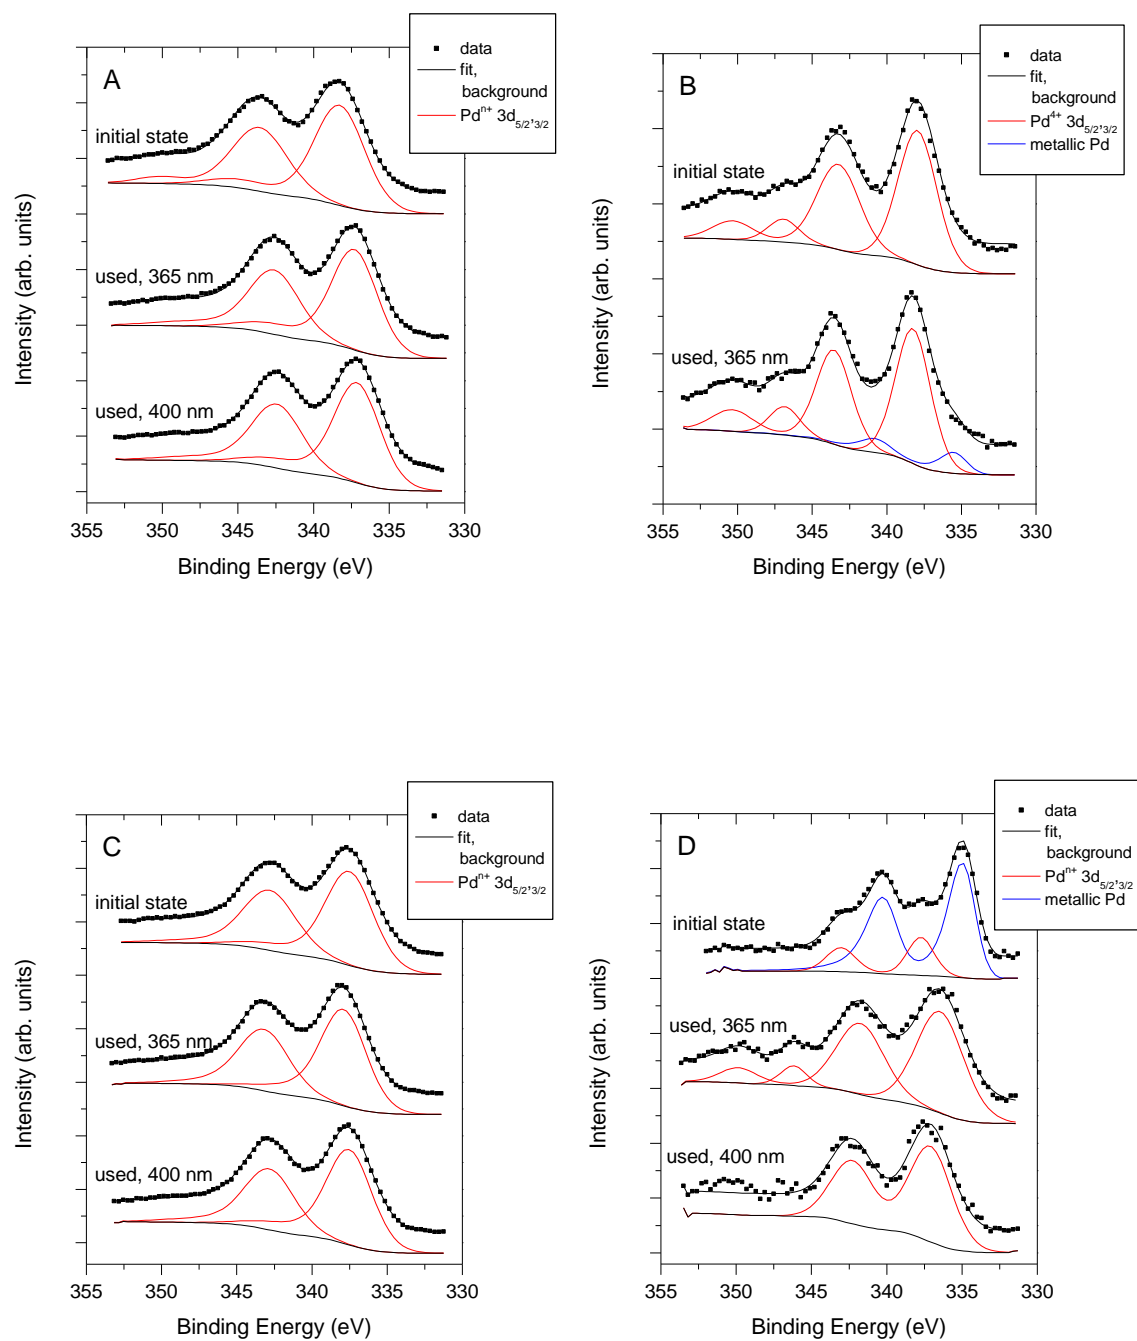 A
data
fit,
background
Pdⁿ⁺ 3d5/2,3/2
initial state
used, 365 nm
used, 400 nm
Intensity (arb. units)
355 350 345 340 335 330
Binding Energy (eV)
B
data
fit,
background
Pd⁴⁺ 3d5/2,3/2
metallic Pd
initial state
used, 365 nm
Intensity (arb. units)
355 350 345 340 335 330
Binding Energy (eV)
C
data
fit,
background
Pdⁿ⁺ 3d5/2,3/2
initial state
used, 365 nm
used, 400 nm
Intensity (arb. units)
355 350 345 340 335 330
Binding Energy (eV)
D
data
fit,
background
Pdⁿ⁺ 3d5/2,3/2
metallic Pd
initial state
used, 365 nm
used, 400 nm
Intensity (arb. units)
355 350 345 340 335 330
Binding Energy (eV)